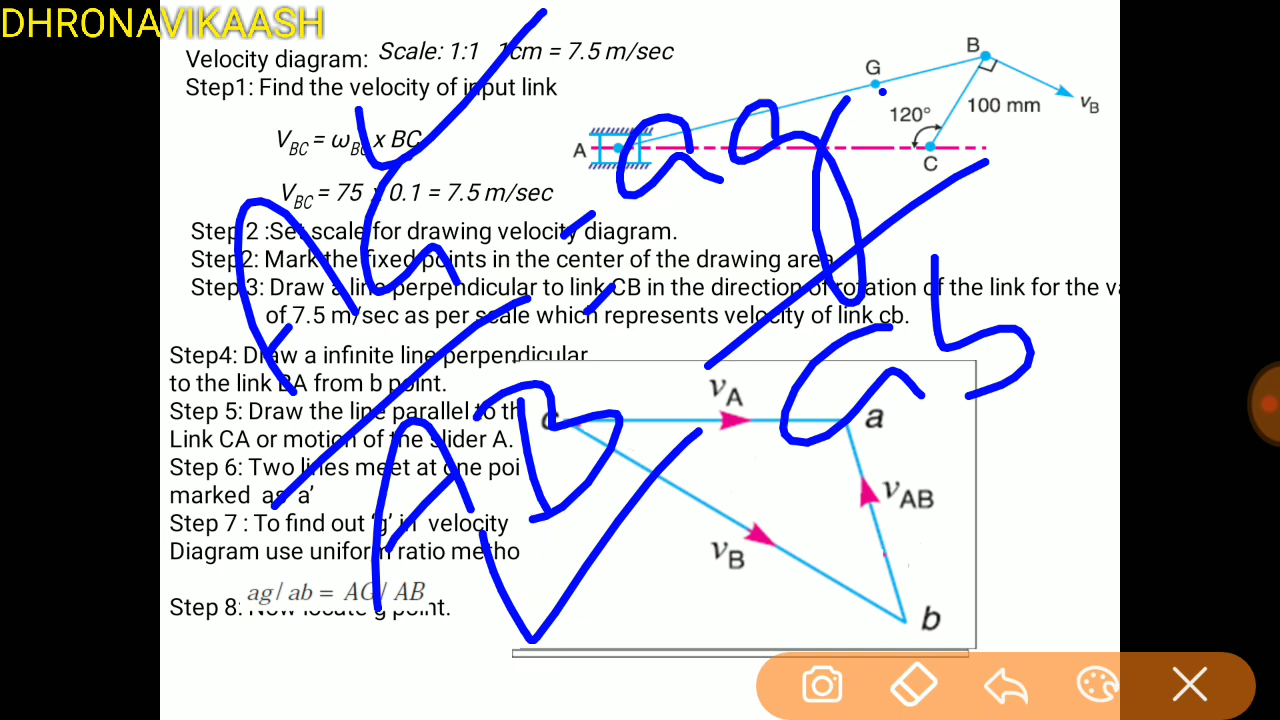 DHRONAVIKAASH
Velocity diagram: Scale: 1:1 1cm = 7.5 m/sec
Step1: Find the velocity of input link
V_BC = ω_BC x BC
V_BC = 75 x 0.1 = 7.5 m/sec
B
G
v_B
100 mm
120°
A
C
Step 2 :Set scale for drawing velocity diagram.
Step2: Mark the fixed points in the center of the drawing area
Step 3: Draw a line perpendicular to link CB in the direction of rotation of the link for the va
of 7.5 m/sec as per scale which represents velocity of link cb.
Step4: Draw a infinite line perpendicular
to the link BA from b point.
Step 5: Draw the line parallel to th
Link CA or motion of the slider A.
Step 6: Two lines meet at one poi
marked as 'a'
Step 7 : To find out 'g' in velocity
Diagram use uniform ratio metho
ag/ ab = AG/ AB
Step 8: Now locate g point.
c
v_A
a
v_AB
v_B
b
AG = ag
AB ab